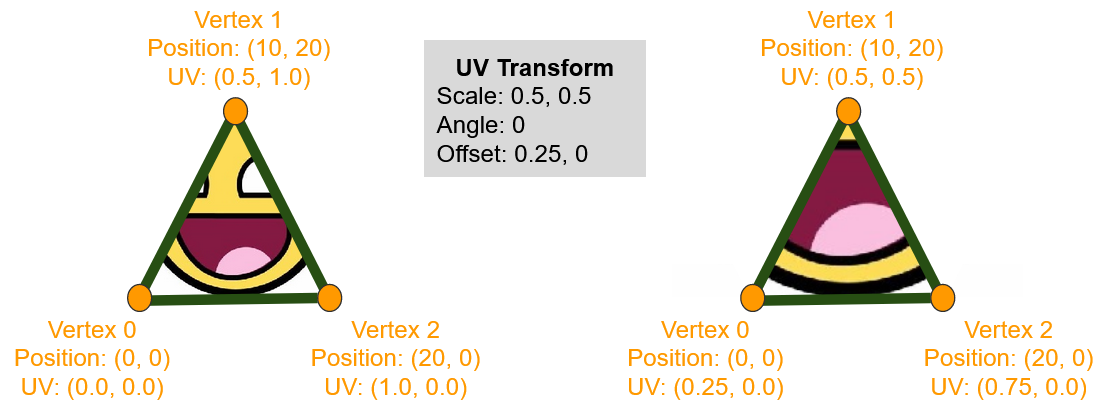 Vertex 1
Position: (10, 20)
UV: (0.5, 1.0)
UV Transform
Scale: 0.5, 0.5
Angle: 0
Offset: 0.25, 0
Vertex 1
Position: (10, 20)
UV: (0.5, 0.5)
Vertex 0
Position: (0, 0)
UV: (0.0, 0.0)
Vertex 2
Position: (20, 0)
UV: (1.0, 0.0)
Vertex 0
Position: (0, 0)
UV: (0.25, 0.0)
Vertex 2
Position: (20, 0)
UV: (0.75, 0.0)